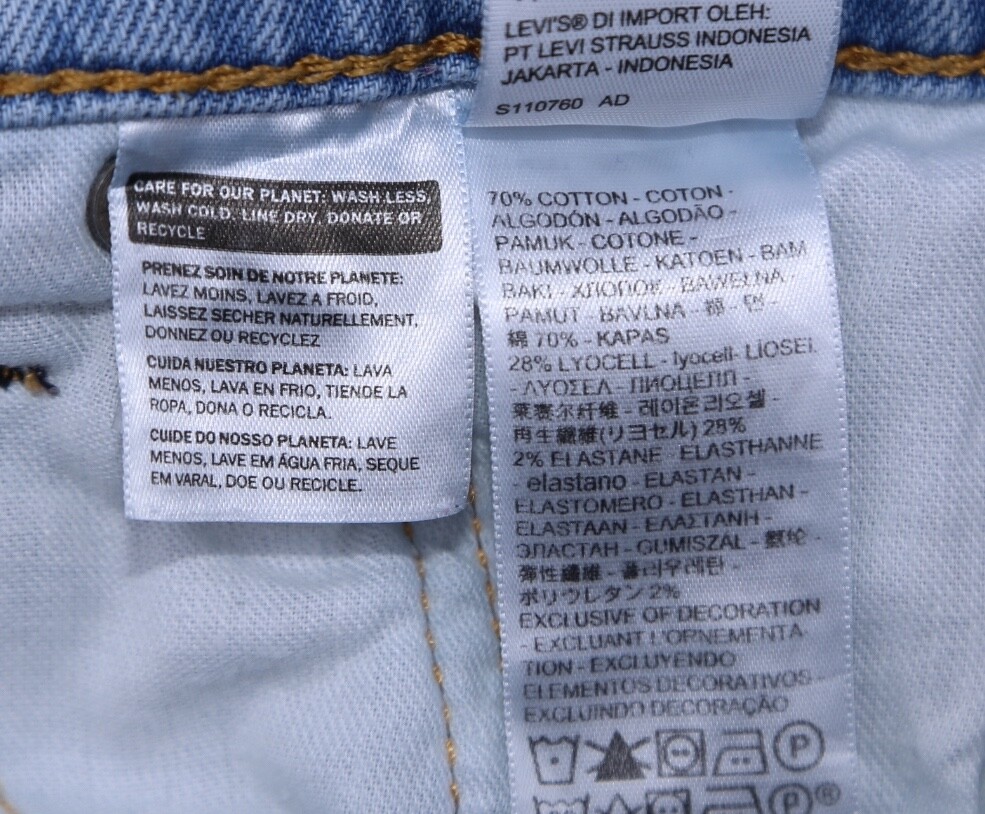 LEVI'S® DI IMPORT OLEH:
PT LEVI STRAUSS INDONESIA
JAKARTA - INDONESIA
S110760 AD
CARE FOR OUR PLANET: WASH LESS,
WASH COLD, LINE DRY, DONATE OR
RECYCLE
PRENEZ SOIN DE NOTRE PLANETE:
LAVEZ MOINS, LAVEZ A FROID,
LAISSEZ SECHER NATURELLEMENT,
DONNEZ OU RECYCLEZ
CUIDA NUESTRO PLANETA: LAVA
MENOS, LAVA EN FRIO, TIENDE LA
ROPA, DONA O RECICLA.
CUIDE DO NOSSO PLANETA: LAVE
MENOS, LAVE EM ÁGUA FRIA, SEQUE
EM VARAL, DOE OU RECICLE.
70% COTTON - COTON -
ALGODÓN - ALGODÃO -
PAMUK - COTONE -
BAUMWOLLE - KATOEN - BAM
BAKI - ΧΛΟΠΟΚ - BAWEŁNA
PAMUT - BAVLNA - 棉 - 면 -
綿 70% - KAPAS
28% LYOCELL - lyocell- LİOSEL
- ΛΥΟΣΕΛ -
莱赛尔纤维 - 레이온리오셀 -
再生繊維(リヨセル) 28%
2% ELASTANE ELASTHANNE
- elastano - ELASTAN -
ELASTOMERO - ELASTHAN -
ELASTAAN - ΕΛΑΣΤΑΝΗ -
ЭЛАСТАН - GUMISZÁL - 氨纶 -
彈性纖維 - 폴리우레탄 -
ポリウレタン 2%
EXCLUSIVE OF DECORATION
- EXCLUANT L'ORNEMENTA
TION - EXCLUYENDO
ELEMENTOS DECORATIVOS
EXCLUINDO DECORAÇÃO
P
P®